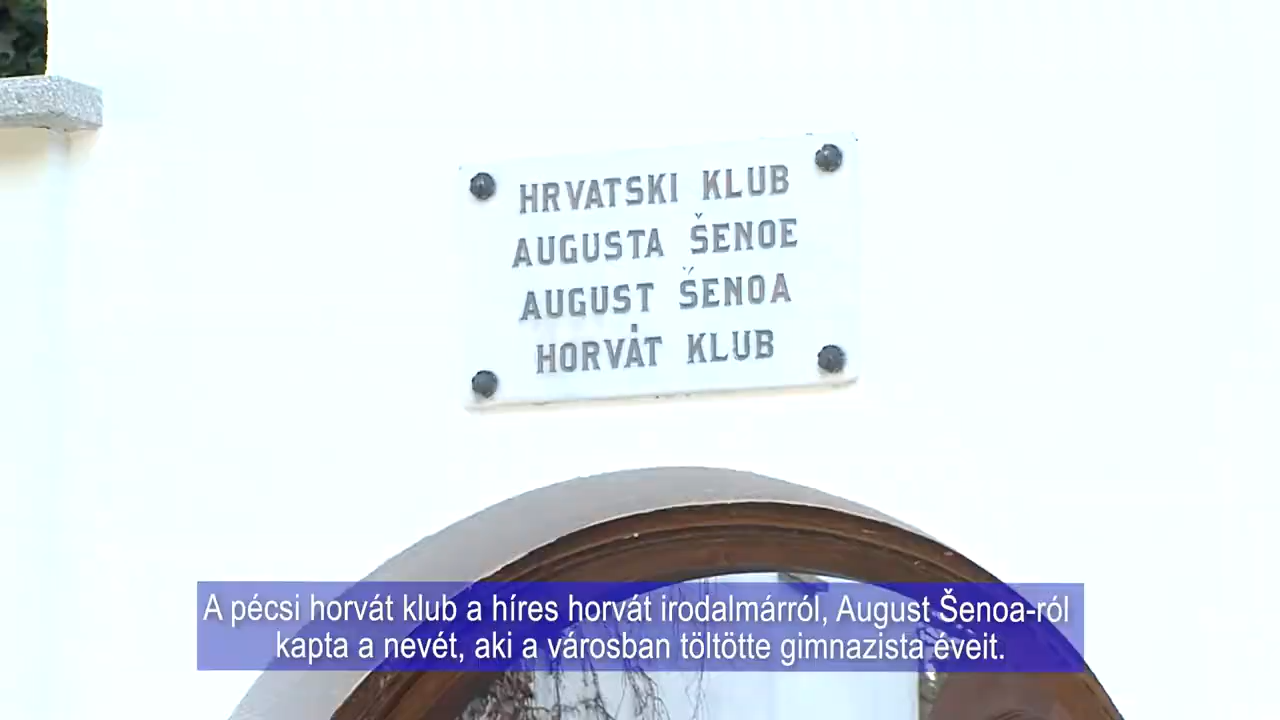 HRVATSKI KLUB
AUGUSTA ŠENOE
AUGUST ŠENOA
HORVÁT KLUB
A pécsi horvát klub a híres horvát irodalmárról, August Šenoa-ról
kapta a nevét, aki a városban töltötte gimnazista éveit.